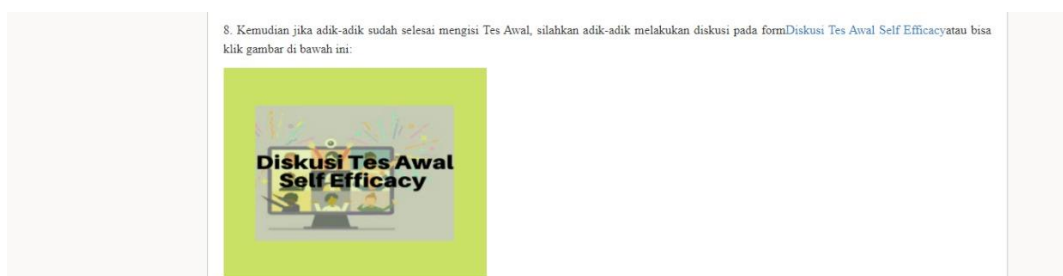 8. Kemudian jika adik-adik sudah selesai mengisi Tes Awal, silahkan adik-adik melakukan diskusi pada formDiskusi Tes Awal Self Efficacyatau bisa
klik gambar di bawah ini:
Diskusi Tes Awal
Self Efficacy